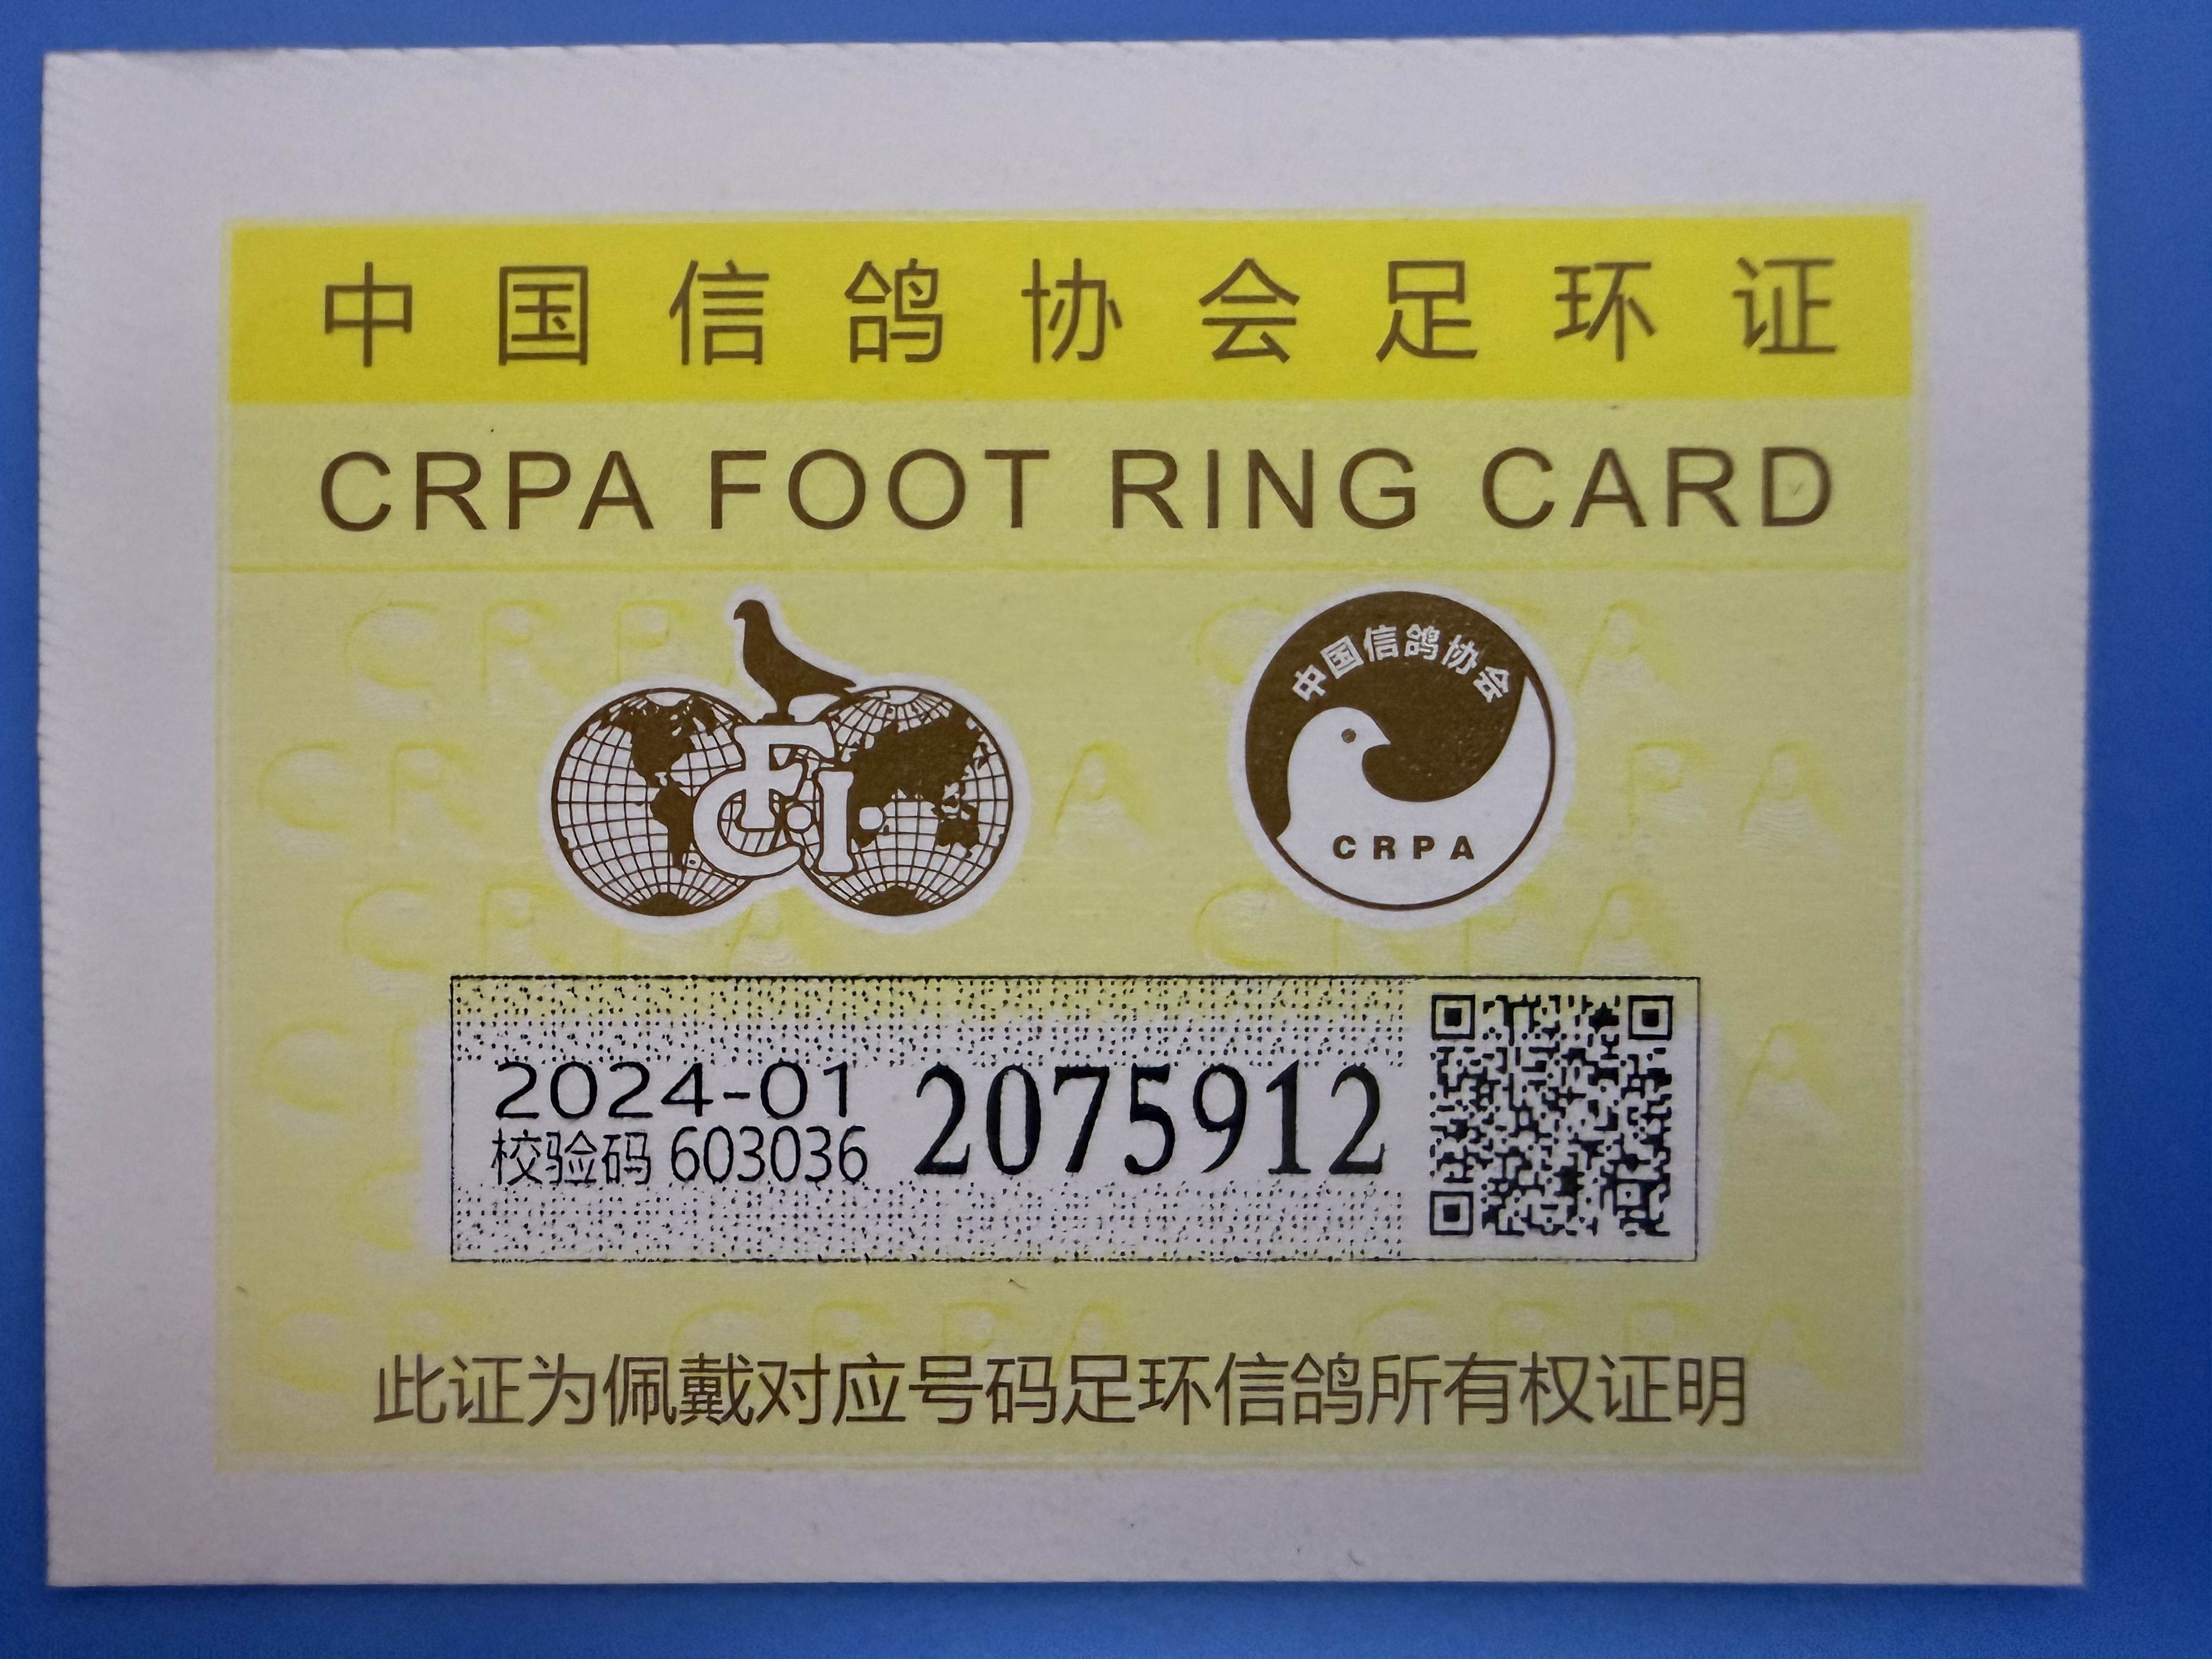 中国信鸽协会足环证
CRPA FOOT RING CARD
FCI
中国信鸽协会
CRPA
2024-01
校验码 603036
2075912
此证为佩戴对应号码足环信鸽所有权证明